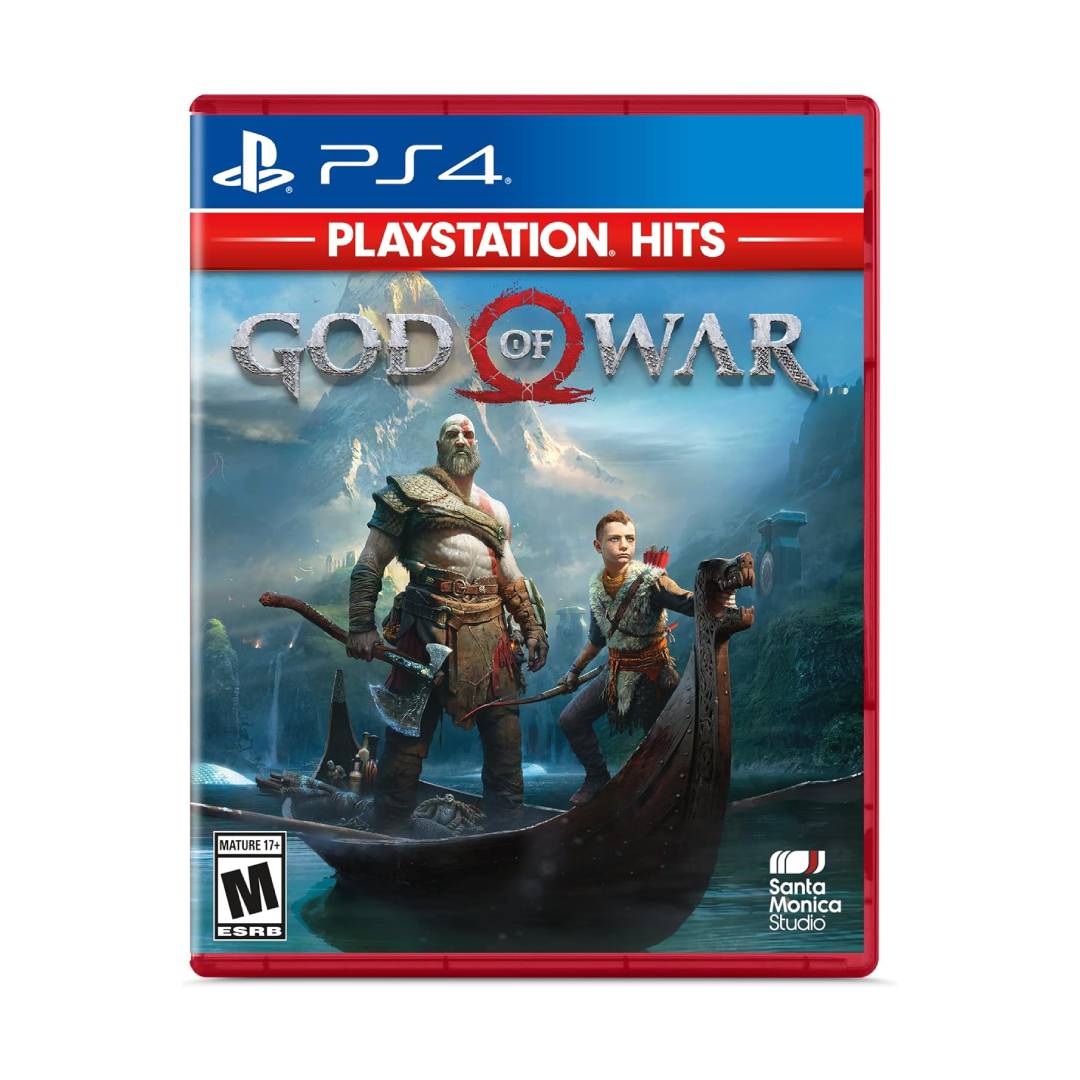 PS4
PLAYSTATION® HITS
GOD OF WAR
MATURE 17+
M
ESRB
Santa
Monica
Studio